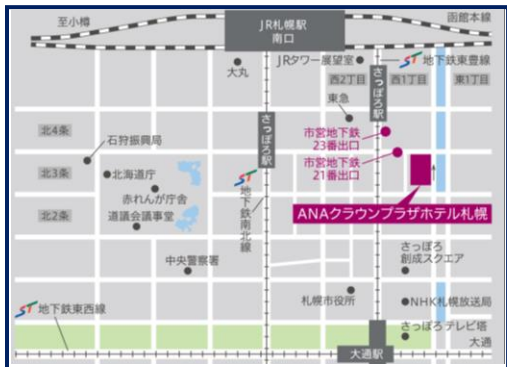 至小樽
JR札幌駅
南口
函館本線
大丸
JRタワー展望室
地下鉄東豊線
西2丁目
さっぽろ駅
西1丁目
東1丁目
東急
北4条
石狩振興局
さっぽろ駅
市営地下鉄
23番出口
市営地下鉄
21番出口
北3条
北海道庁
赤れんが庁舎
地下鉄南北線
北2条
道議会議事堂
ANAクラウンプラザホテル札幌
中央警察署
さっぽろ
創成スクエア
札幌市役所
NHK札幌放送局
地下鉄東西線
さっぽろテレビ塔
大通
大通駅